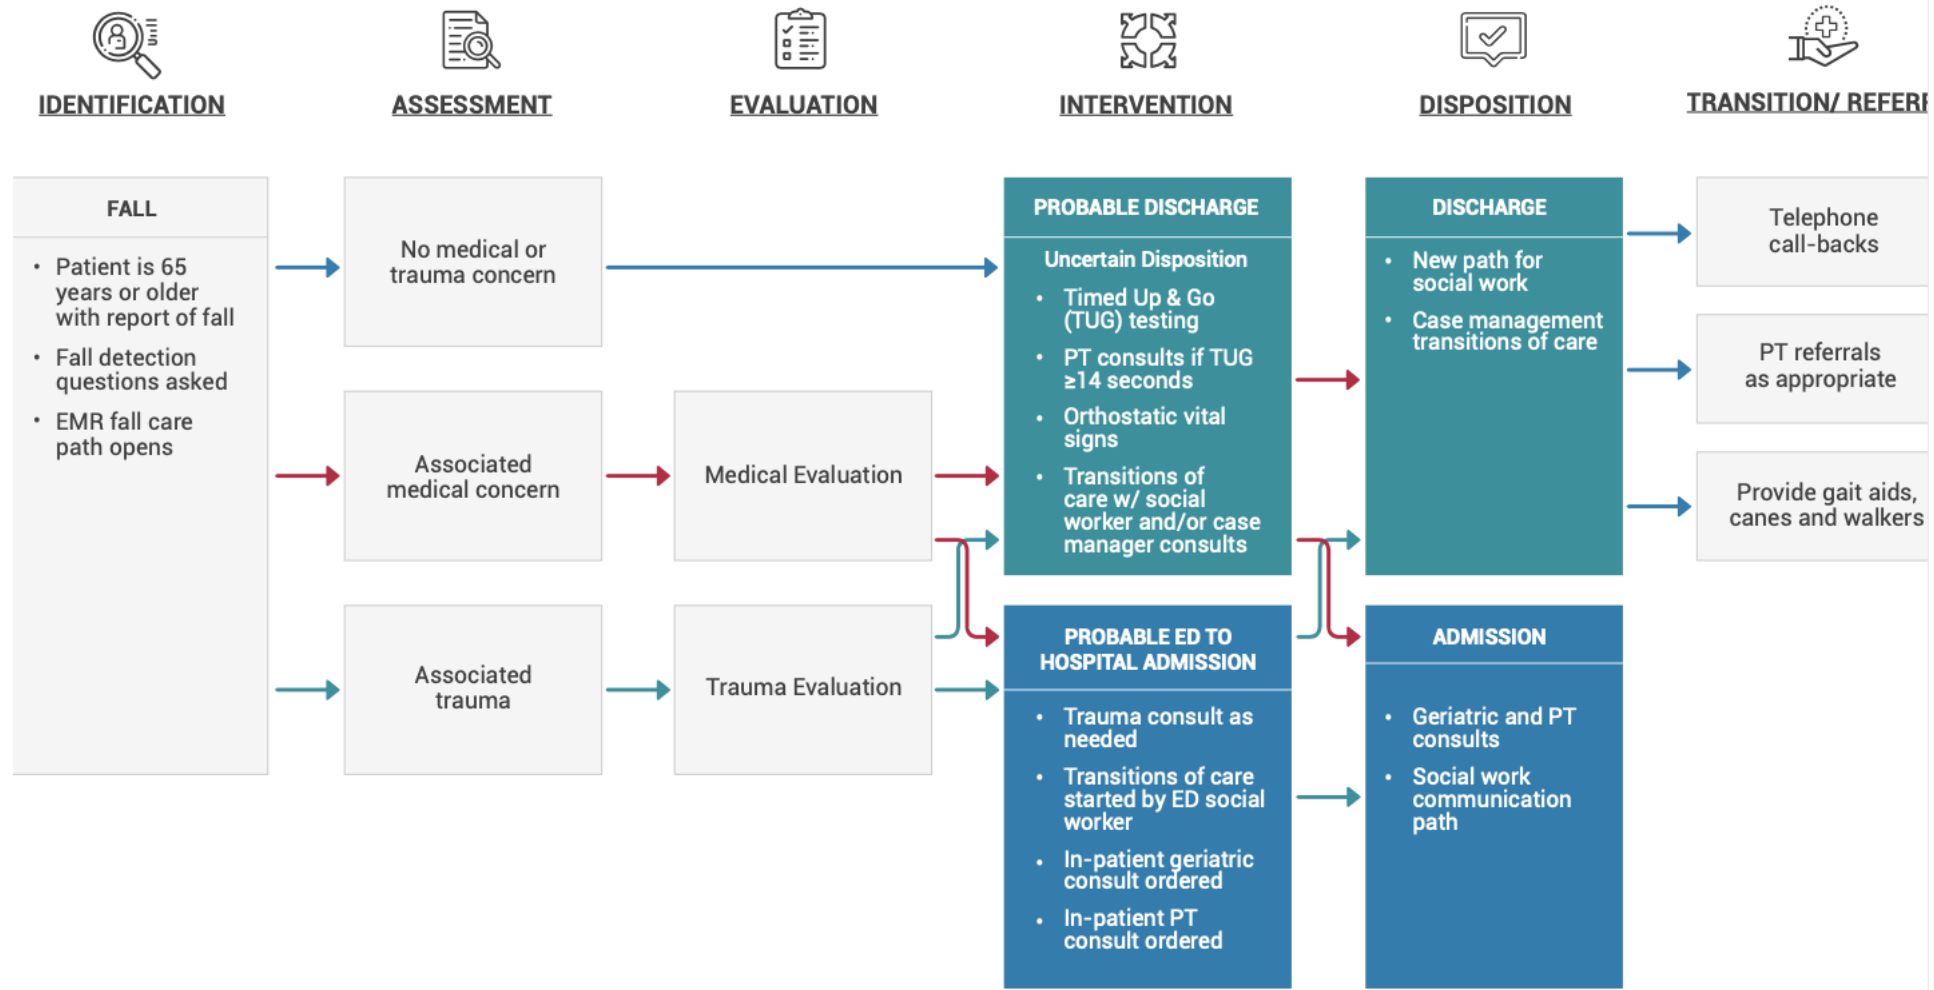 IDENTIFICATION
ASSESSMENT
EVALUATION
INTERVENTION
DISPOSITION
TRANSITION/ REFER
FALL
• Patient is 65
years or older
with report of fall
• Fall detection
questions asked
• EMR fall care
path opens
No medical or
trauma concern
Associated
medical concern
Associated
trauma
Medical Evaluation
Trauma Evaluation
PROBABLE DISCHARGE
Uncertain Disposition
• Timed Up & Go
(TUG) testing
• PT consults if TUG
≥14 seconds
• Orthostatic vital
signs
• Transitions of
care w/ social
worker and/or case
manager consults
PROBABLE ED TO
HOSPITAL ADMISSION
• Trauma consult as
needed
• Transitions of care
started by ED social
worker
• In-patient geriatric
consult ordered
• In-patient PT
consult ordered
DISCHARGE
• New path for
social work
• Case management
transitions of care
ADMISSION
• Geriatric and PT
consults
• Social work
communication
path
Telephone
call-backs
PT referrals
as appropriate
Provide gait aids,
canes and walkers